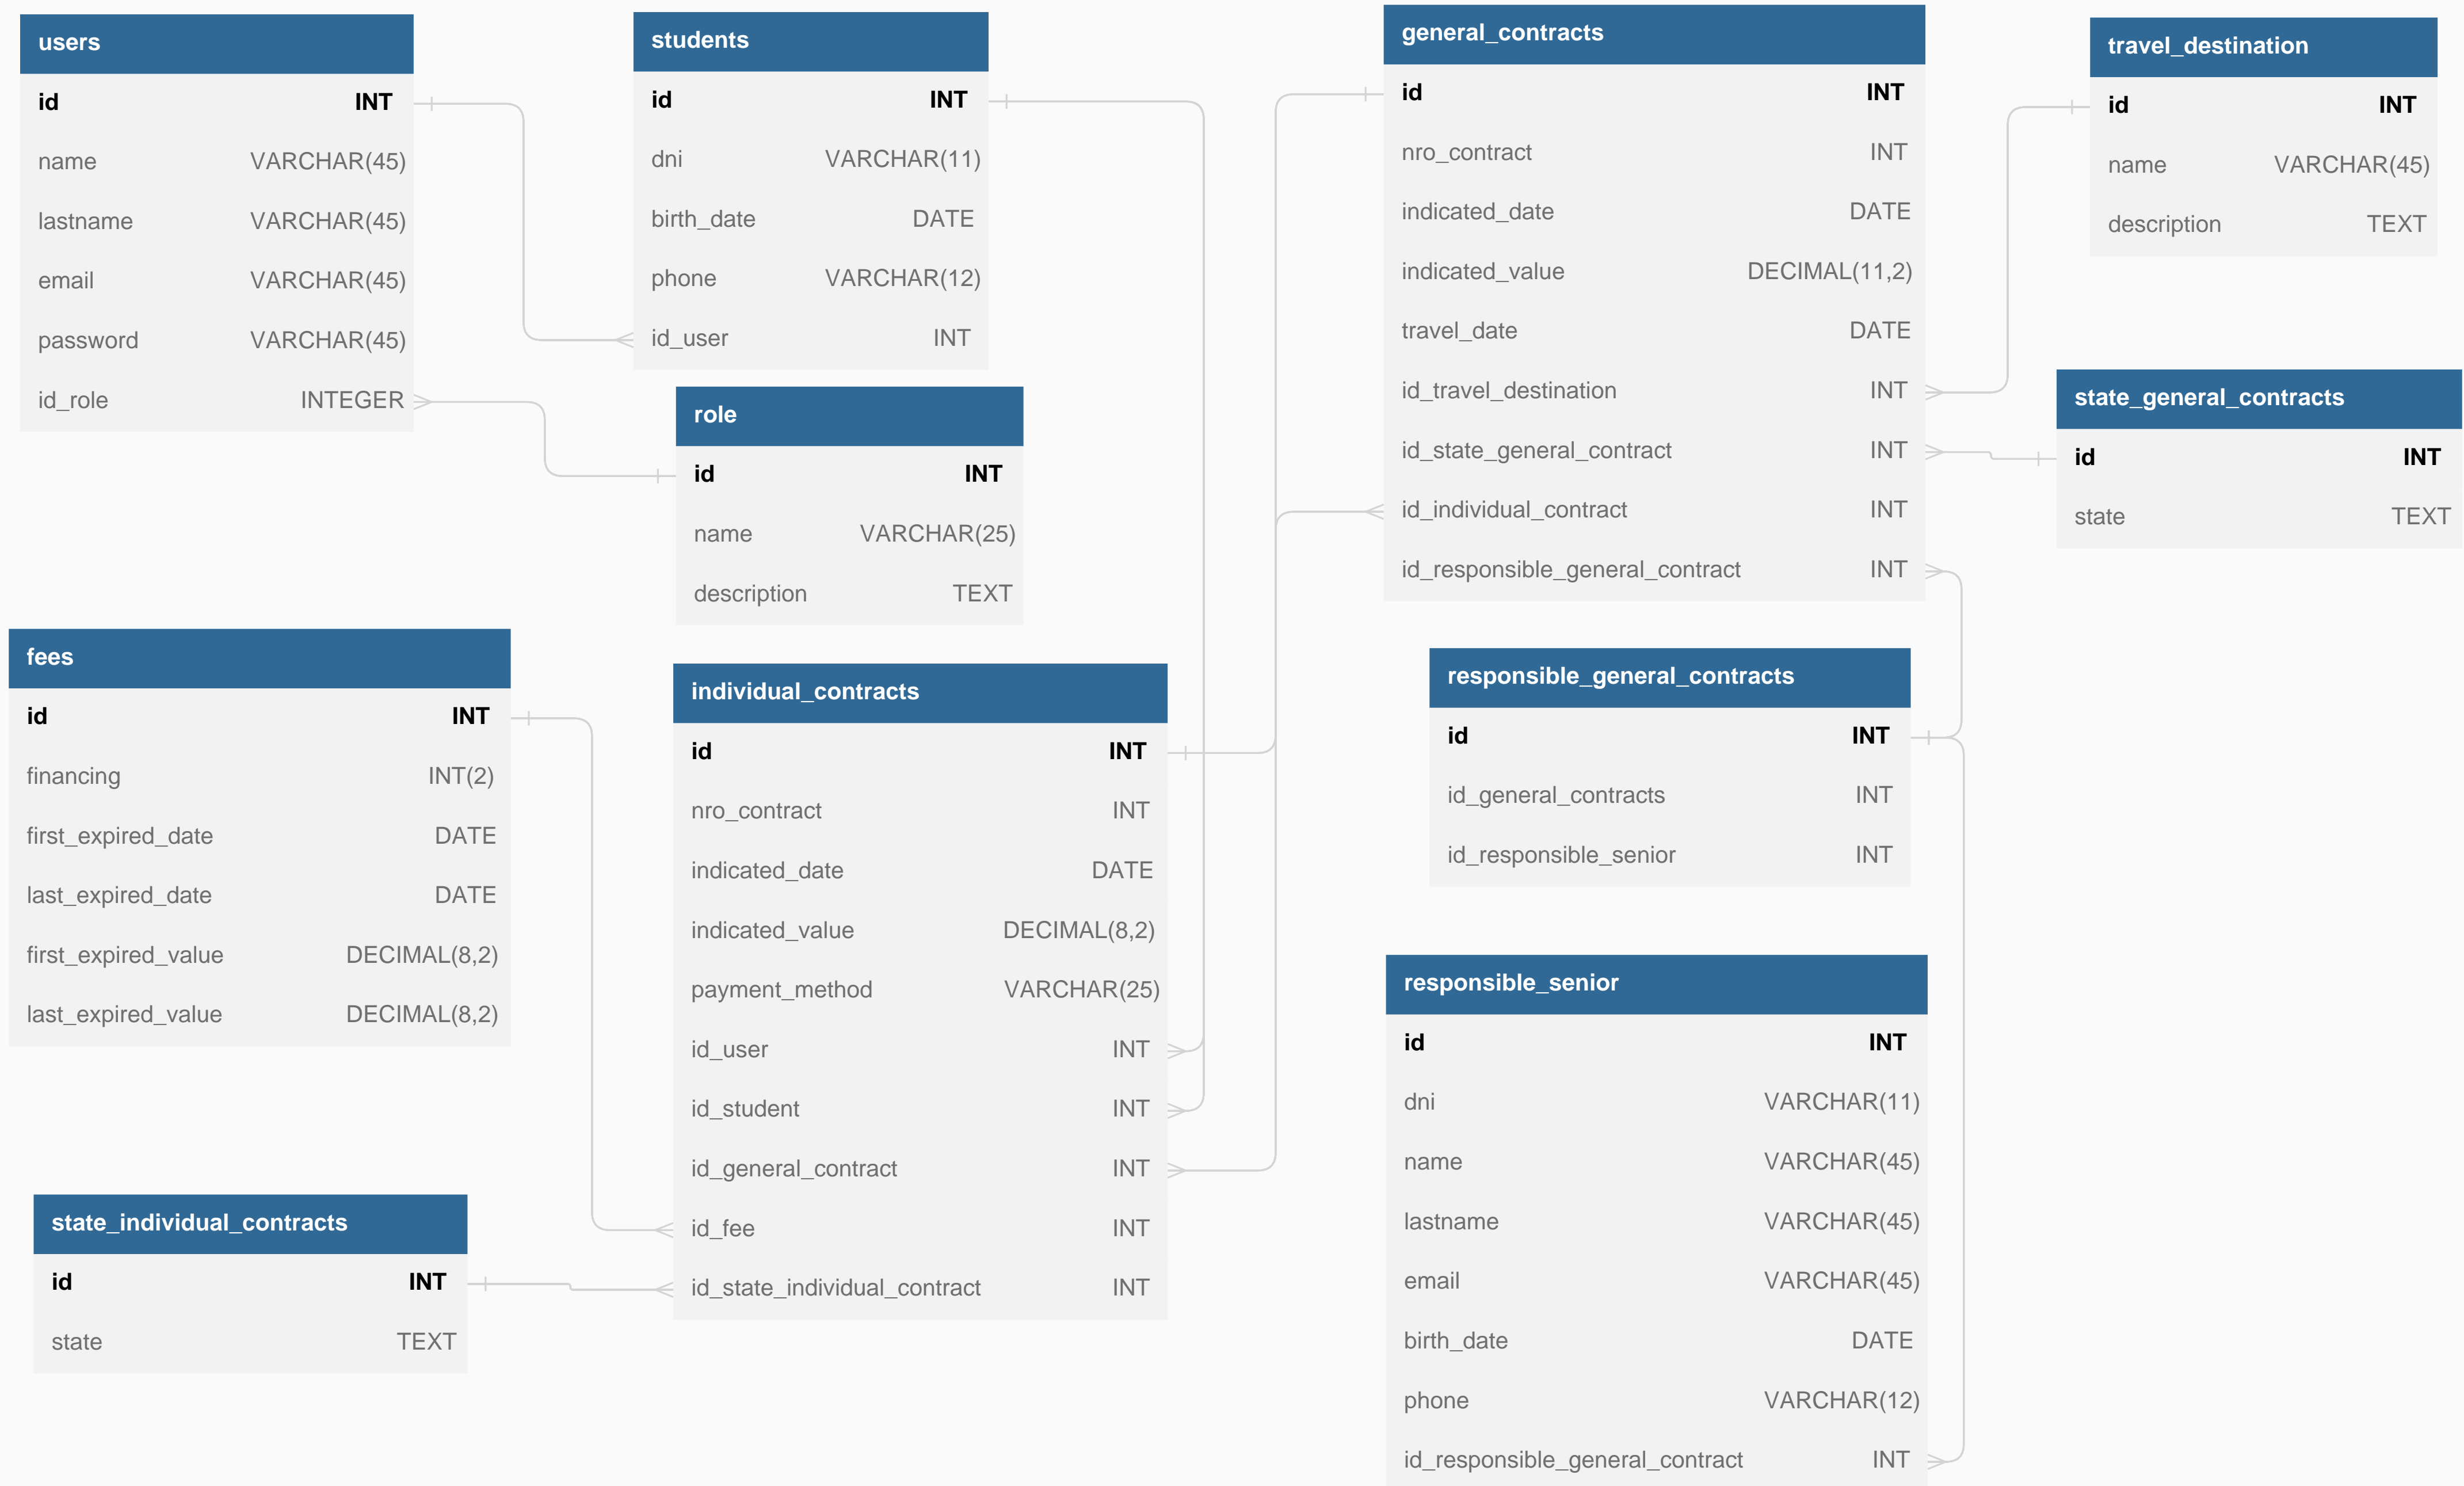 users
id INT
name VARCHAR(45)
lastname VARCHAR(45)
email VARCHAR(45)
password VARCHAR(45)
id_role INTEGER
students
id INT
dni VARCHAR(11)
birth_date DATE
phone VARCHAR(12)
id_user INT
role
id INT
name VARCHAR(25)
description TEXT
general_contracts
id INT
nro_contract INT
indicated_date DATE
indicated_value DECIMAL(11,2)
travel_date DATE
id_travel_destination INT
id_state_general_contract INT
id_individual_contract INT
id_responsible_general_contract INT
travel_destination
id INT
name VARCHAR(45)
description TEXT
state_general_contracts
id INT
state TEXT
fees
id INT
financing INT(2)
first_expired_date DATE
last_expired_date DATE
first_expired_value DECIMAL(8,2)
last_expired_value DECIMAL(8,2)
individual_contracts
id INT
nro_contract INT
indicated_date DATE
indicated_value DECIMAL(8,2)
payment_method VARCHAR(25)
id_user INT
id_student INT
id_general_contract INT
id_fee INT
id_state_individual_contract INT
responsible_general_contracts
id INT
id_general_contracts INT
id_responsible_senior INT
responsible_senior
id INT
dni VARCHAR(11)
name VARCHAR(45)
lastname VARCHAR(45)
email VARCHAR(45)
birth_date DATE
phone VARCHAR(12)
id_responsible_general_contract INT
state_individual_contracts
id INT
state TEXT